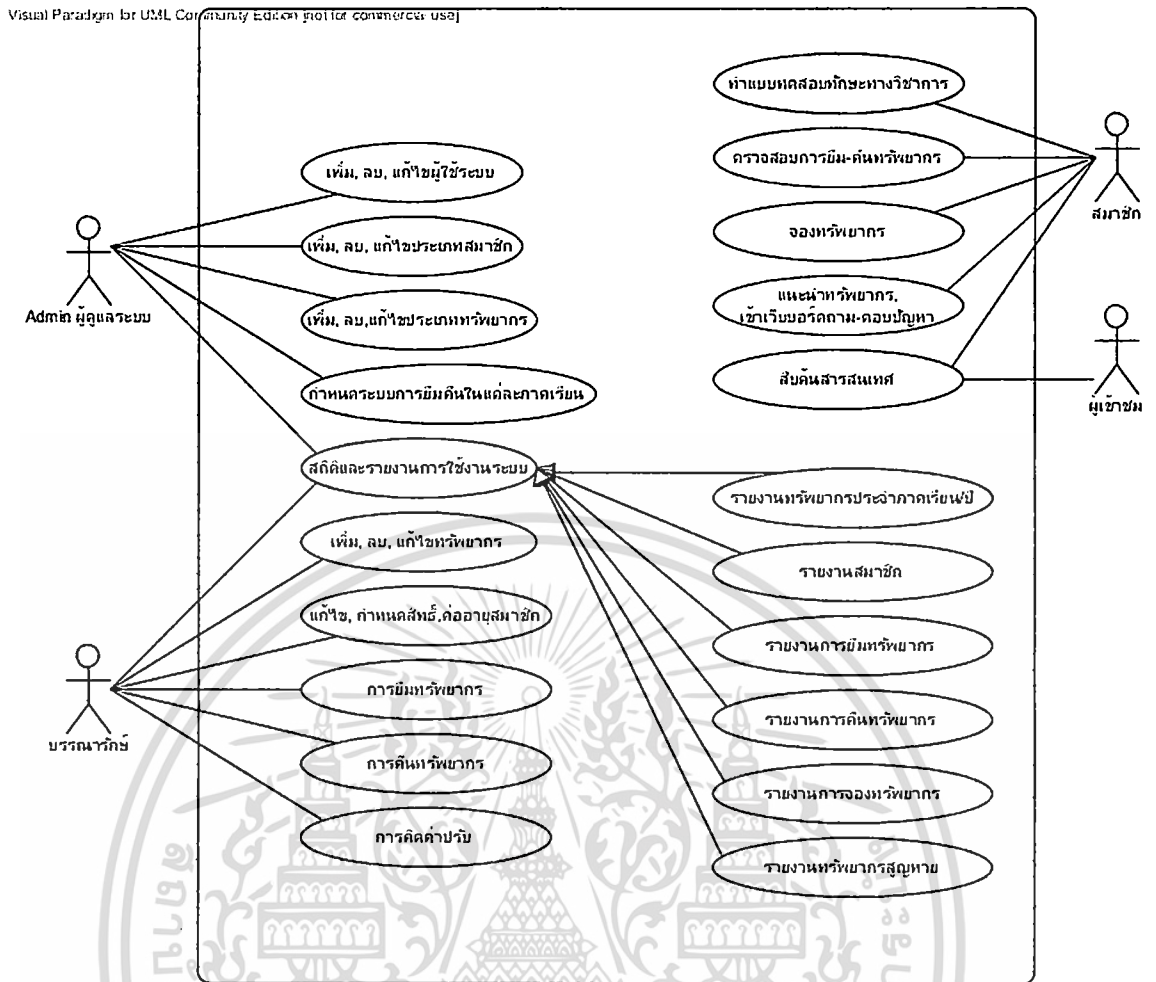 Visual Paradigm for UML Community Edition [not for commercial use]
ทำแบบทดสอบทักษะทางวิชาการ
ตรวจสอบการยืม-คืนทรัพยากร
จองทรัพยากร
แนะนำทรัพยากร,
เข้าเว็บบอร์ดถาม-ตอบปัญหา
สืบค้นสารสนเทศ
สมาชิก
ผู้เข้าชม
เพิ่ม, ลบ, แก้ไขผู้ใช้ระบบ
เพิ่ม, ลบ, แก้ไขประเภทสมาชิก
เพิ่ม, ลบ,แก้ไขประเภททรัพยากร
กำหนดระบบการยืมคืนในแต่ละภาคเรียน
Admin ผู้ดูแลระบบ
สถิติและรายงานการใช้งานระบบ
เพิ่ม, ลบ, แก้ไขทรัพยากร
แก้ไข, กำหนดสิทธิ์,ต่ออายุสมาชิก
การยืมทรัพยากร
การคืนทรัพยากร
การคิดค่าปรับ
บรรณารักษ์
รายงานทรัพยากรประจำภาคเรียน/ปี
รายงานสมาชิก
รายงานการยืมทรัพยากร
รายงานการคืนทรัพยากร
รายงานการจองทรัพยากร
รายงานทรัพยากรสูญหาย